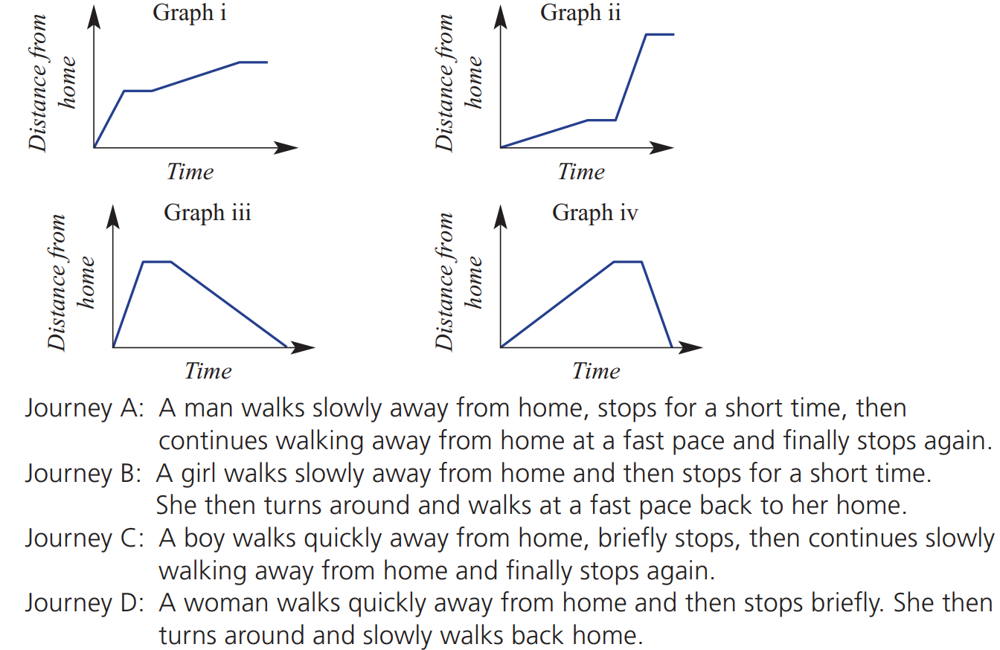 Graph i
Distance from
home
Time
Graph ii
Distance from
home
Time
Graph iii
Distance from
home
Time
Graph iv
Distance from
home
Time
Journey A: A man walks slowly away from home, stops for a short time, then
continues walking away from home at a fast pace and finally stops again.
Journey B: A girl walks slowly away from home and then stops for a short time.
She then turns around and walks at a fast pace back to her home.
Journey C: A boy walks quickly away from home, briefly stops, then continues slowly
walking away from home and finally stops again.
Journey D: A woman walks quickly away from home and then stops briefly. She then
turns around and slowly walks back home.